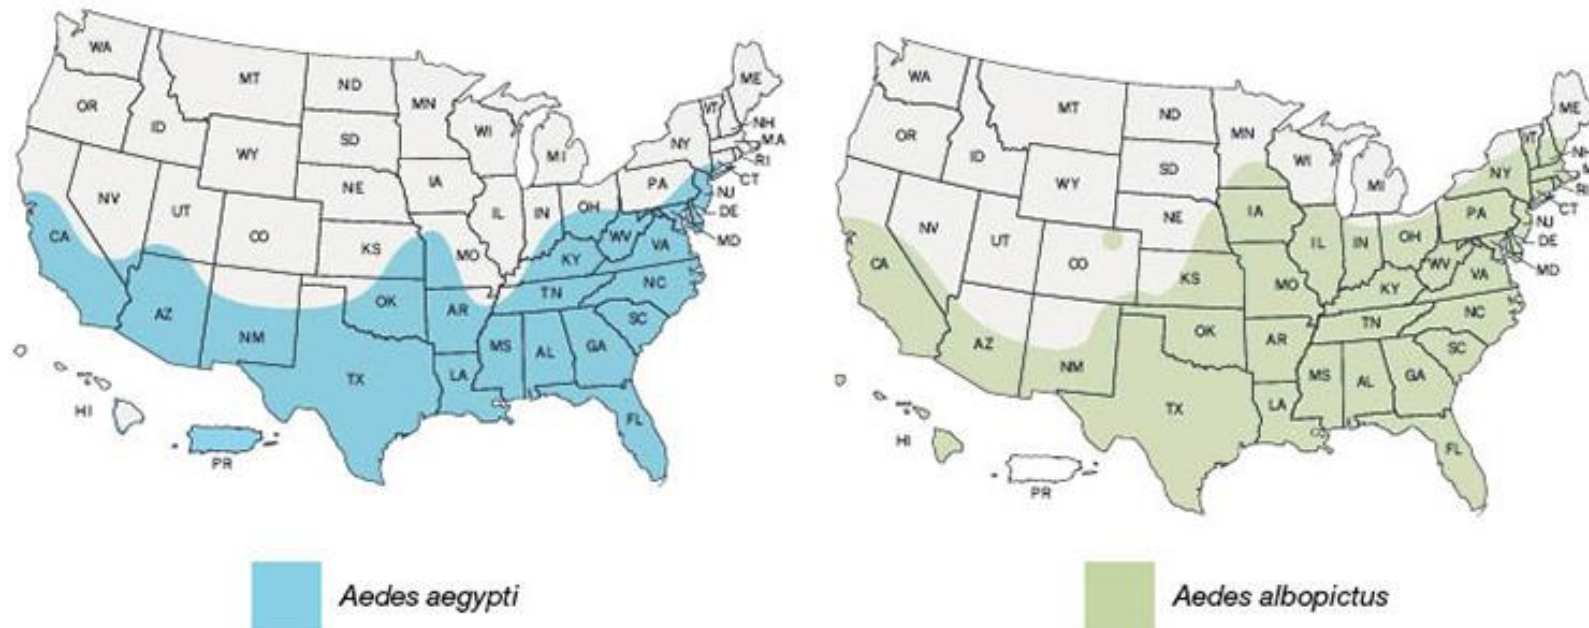 WA
MT
ND
MN
ME
OR
ID
WY
SD
WI
MI
VT
NH
NY
MA
RI
CT
NV
UT
CO
NE
IA
IL
IN
OH
PA
NJ
DE
MD
CA
KS
MO
WV
VA
KY
AZ
NM
OK
AR
TN
NC
SC
TX
LA
MS
AL
GA
FL
HI
PR
Aedes aegypti
WA
MT
ND
MN
ME
OR
ID
WY
SD
WI
MI
VT
NH
NY
M
RI
CT
NV
UT
CO
NE
IA
IL
IN
OH
PA
NJ
DE
MD
CA
KS
MO
WV
VA
KY
AZ
NM
OK
AR
TN
NC
SC
TX
LA
MS
AL
GA
FL
HI
PR
Aedes albopictus